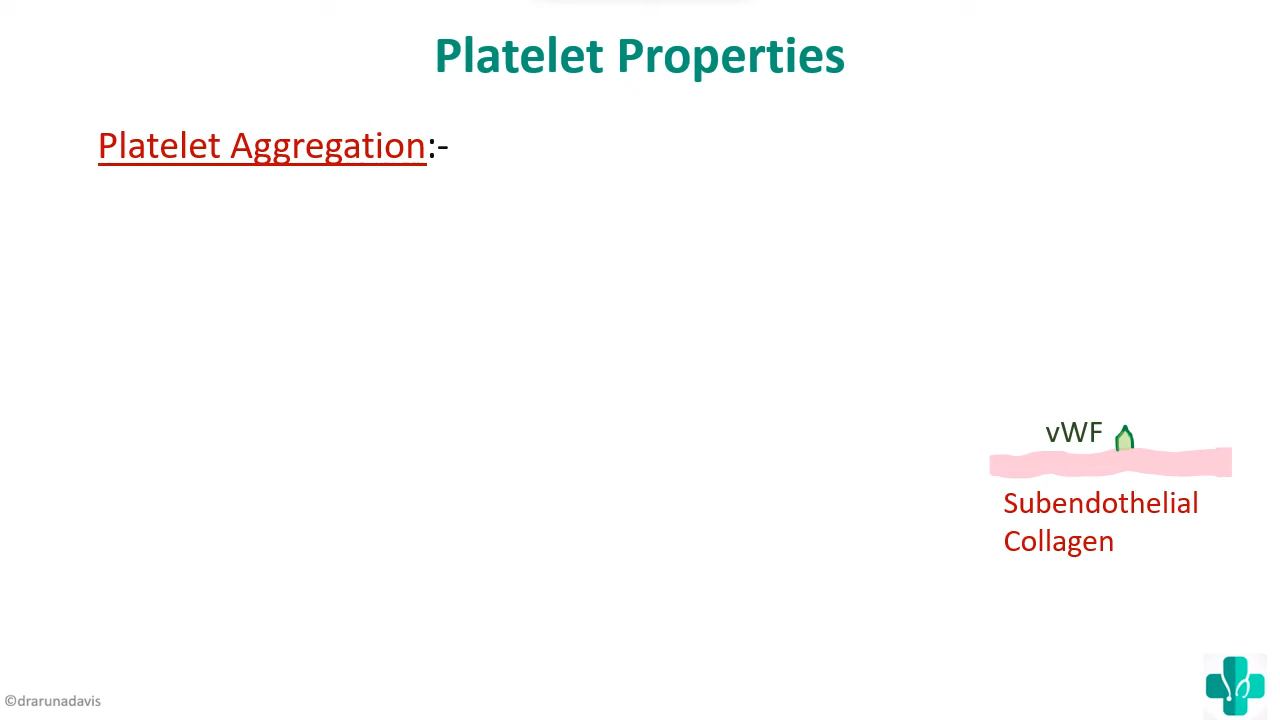 Platelet Properties
Platelet Aggregation:-
vWF
Subendothelial
Collagen
©drarunadavis